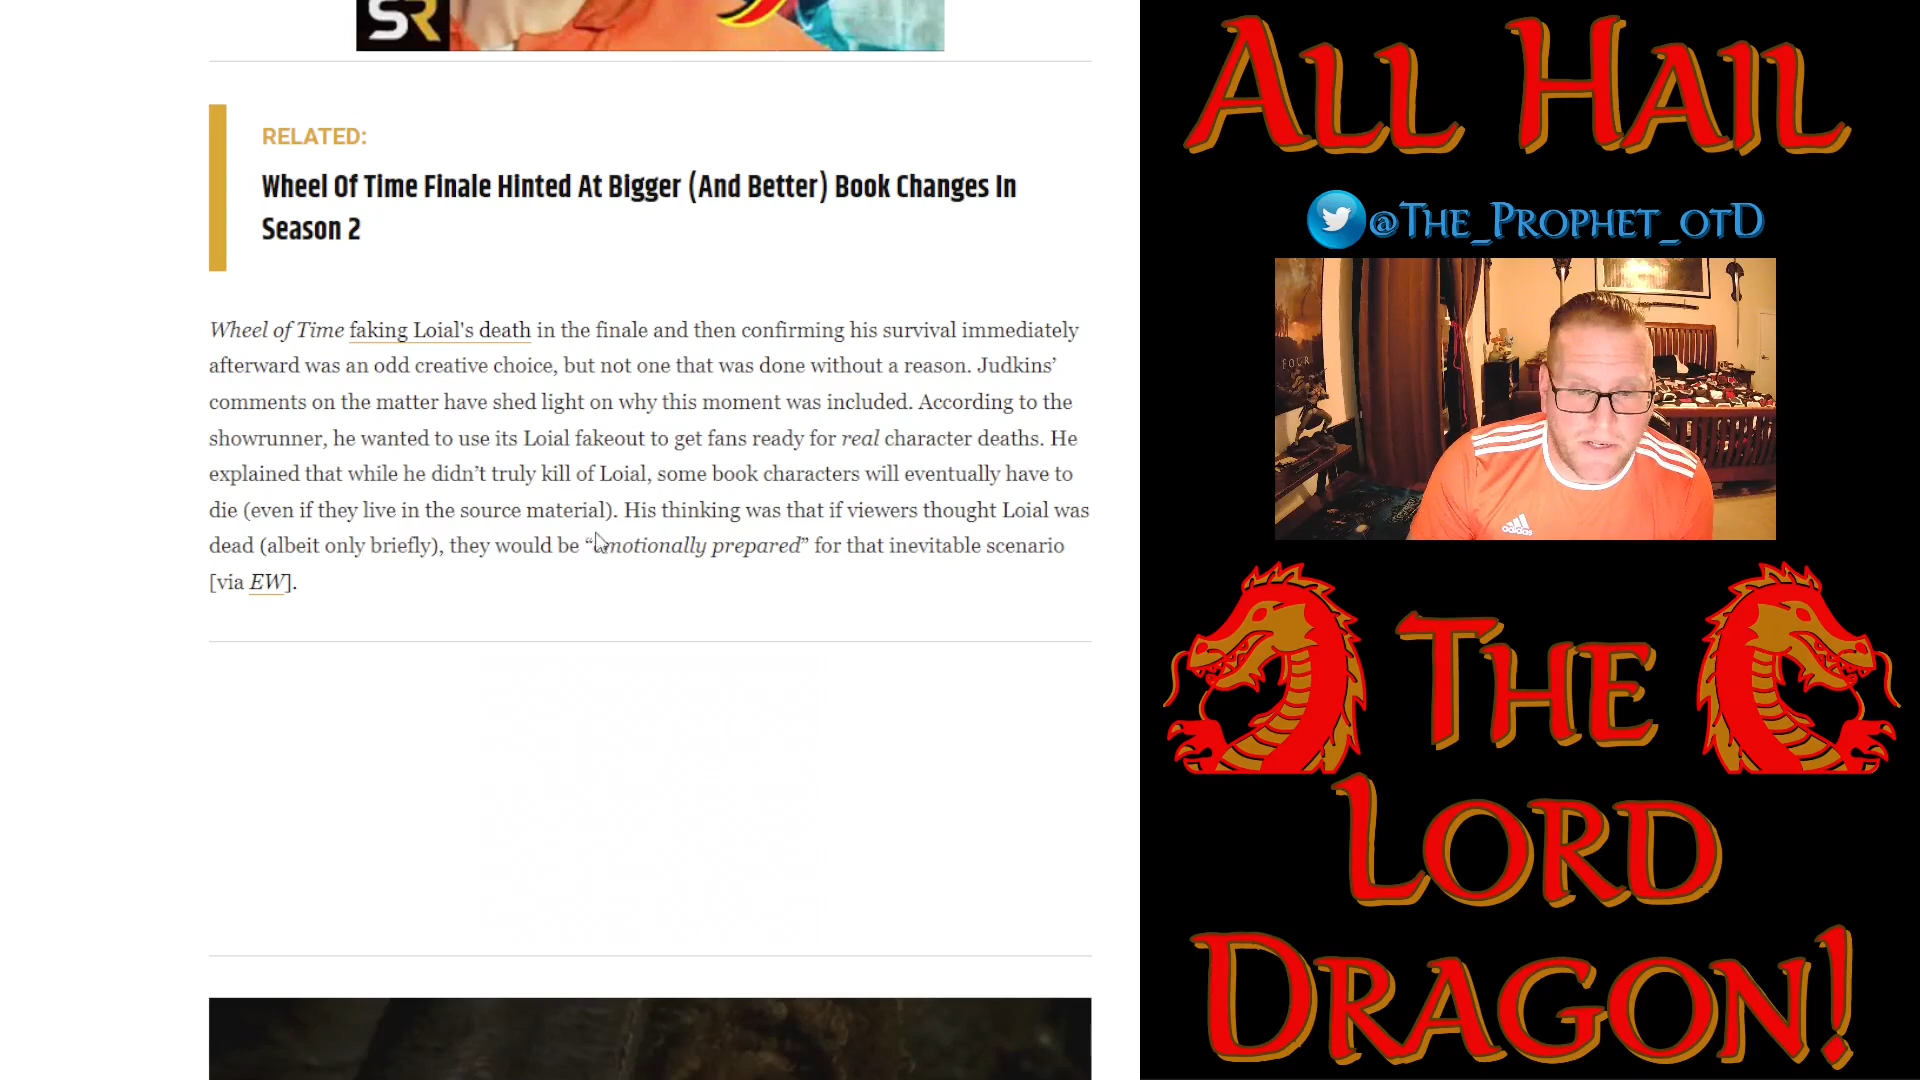 SR
RELATED:
Wheel Of Time Finale Hinted At Bigger (And Better) Book Changes In
Season 2
Wheel of Time faking Loial's death in the finale and then confirming his survival immediately
afterward was an odd creative choice, but not one that was done without a reason. Judkins’
comments on the matter have shed light on why this moment was included. According to the
showrunner, he wanted to use its Loial fakeout to get fans ready for real character deaths. He
explained that while he didn’t truly kill of Loial, some book characters will eventually have to
die (even if they live in the source material). His thinking was that if viewers thought Loial was
dead (albeit only briefly), they would be “emotionally prepared” for that inevitable scenario
[via EW].
ALL HAIL
@THE_PROPHET_OTD
FOUR
adidas
THE
LORD
DRAGON!